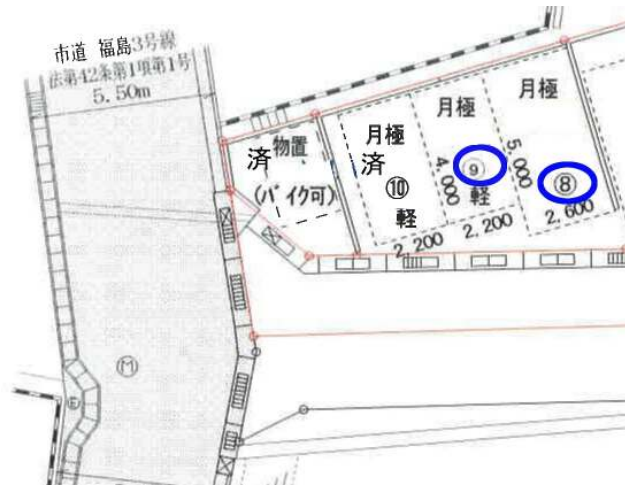 市道 福島3号線
法第42条第1項第1号
5.50m
済
物置
(バイク可)
月極
済
⑩
軽
2,200
月極
4,000
⑨
軽
2,200
月極
5,000
⑧
2,600
Ⓜ
Ⓔ